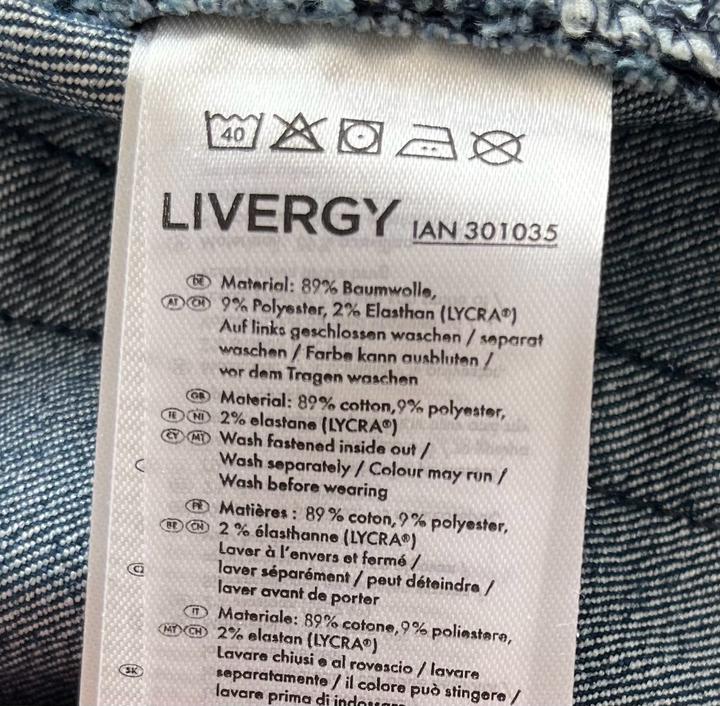 40
LIVERGY IAN 301035
DE Material: 89% Baumwolle,
AT CH 9% Polyester, 2% Elasthan (LYCRA®)
Auf links geschlossen waschen / separat
waschen / Farbe kann ausbluten /
vor dem Tragen waschen
GB Material: 89% cotton,9% polyester,
IE NI 2% elastane (LYCRA®)
CY MT Wash fastened inside out /
Wash separately / Colour may run /
Wash before wearing
FR Matières : 89 % coton,9 % polyester,
BE CH 2 % élasthanne (LYCRA®)
Laver à l'envers et fermé /
laver séparément / peut déteindre /
laver avant de porter
IT Materiale: 89% cotone,9% poliestere,
MT CH 2% elastan (LYCRA®)
Lavare chiusi e al rovescio / lavare
SK separatamente / il colore può stingere /
lavare prima di indossare